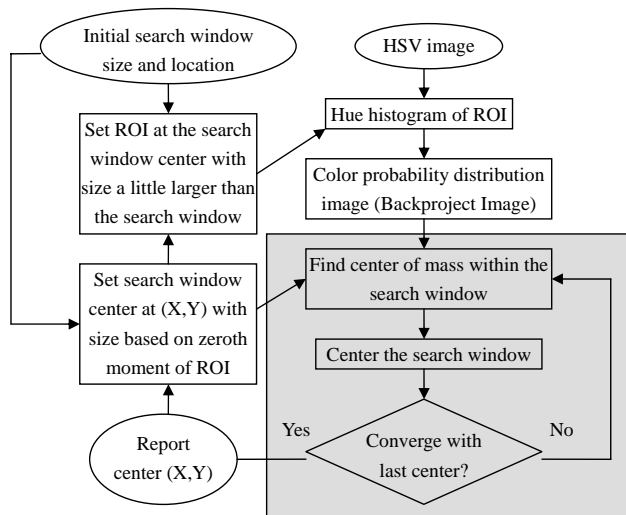 Initial search window
size and location
HSV image
Set ROI at the search
window center with
size a little larger than
the search window
Hue histogram of ROI
Color probability distribution
image (Backproject Image)
Set search window
center at (X,Y) with
size based on zeroth
moment of ROI
Find center of mass within the
search window
Center the search window
Report
center (X,Y)
Yes
Converge with
last center?
No